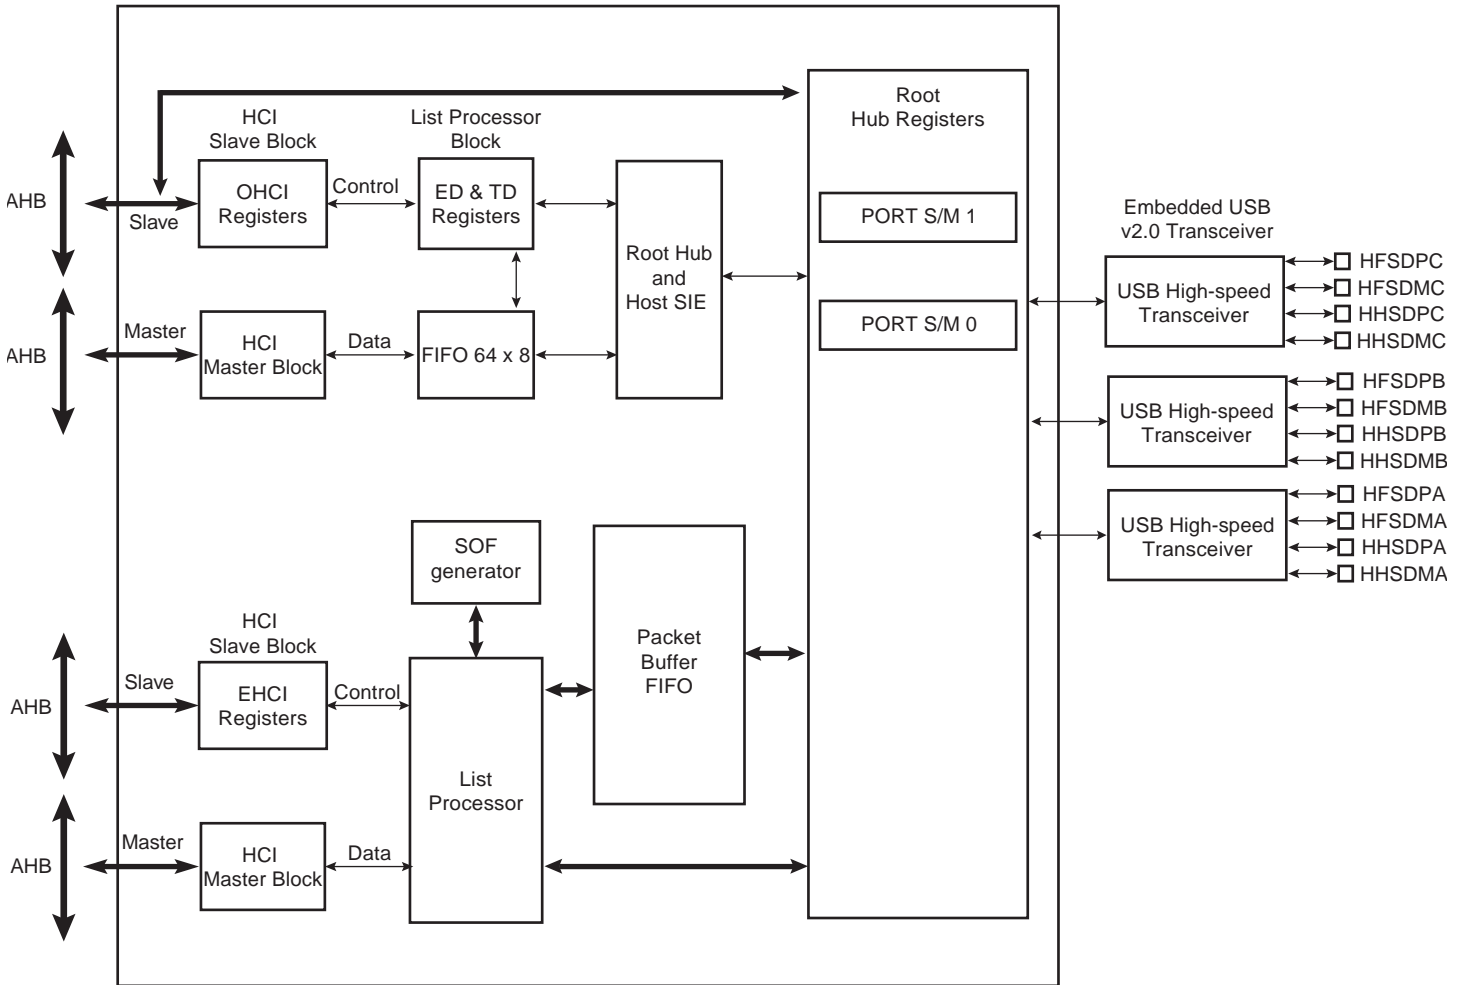 Root
Hub Registers
HCI
Slave Block
List Processor
Block
AHB
Slave
OHCI
Registers
Control
ED & TD
Registers
PORT S/M 1
Embedded USB
v2.0 Transceiver
Root Hub
and
Host SIE
USB High-speed
Transceiver
HFSDPC
HFSDMC
HHSDPC
HHSDMC
AHB
Master
HCI
Master Block
Data
FIFO 64 x 8
PORT S/M 0
USB High-speed
Transceiver
HFSDPB
HFSDMB
HHSDPB
HHSDMB
USB High-speed
Transceiver
HFSDPA
HFSDMA
HHSDPA
HHSDMA
SOF
generator
HCI
Slave Block
Packet
Buffer
FIFO
AHB
Slave
EHCI
Registers
Control
List
Processor
AHB
Master
HCI
Master Block
Data